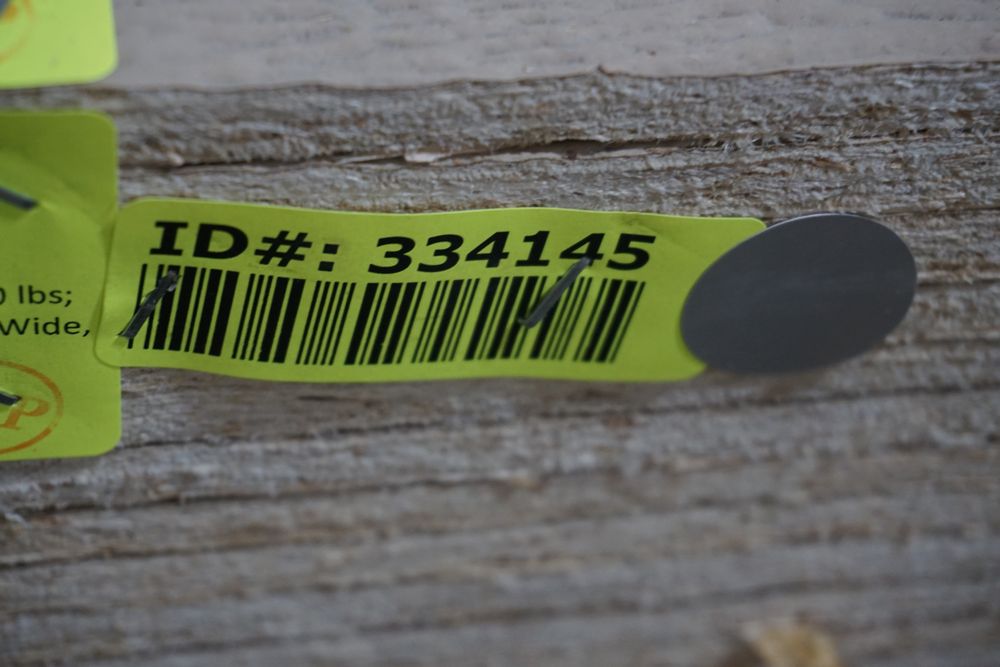 ID#: 334145
lbs;
Wide,
P